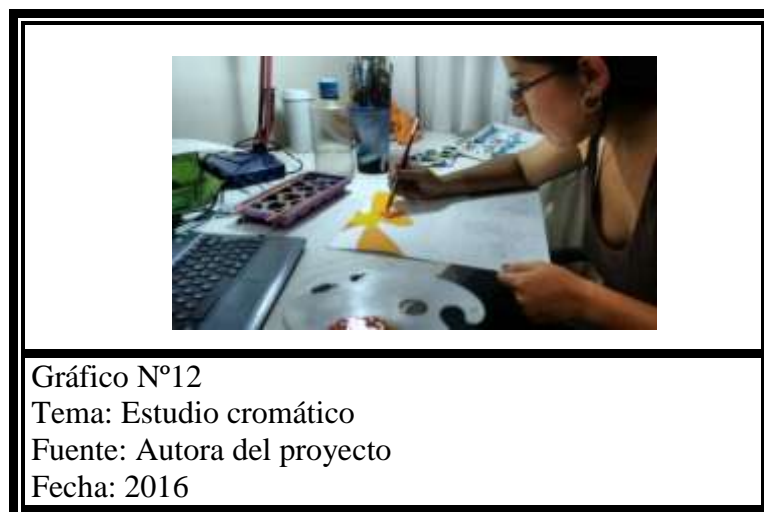 Gráfico Nº12
Tema: Estudio cromático
Fuente: Autora del proyecto
Fecha: 2016